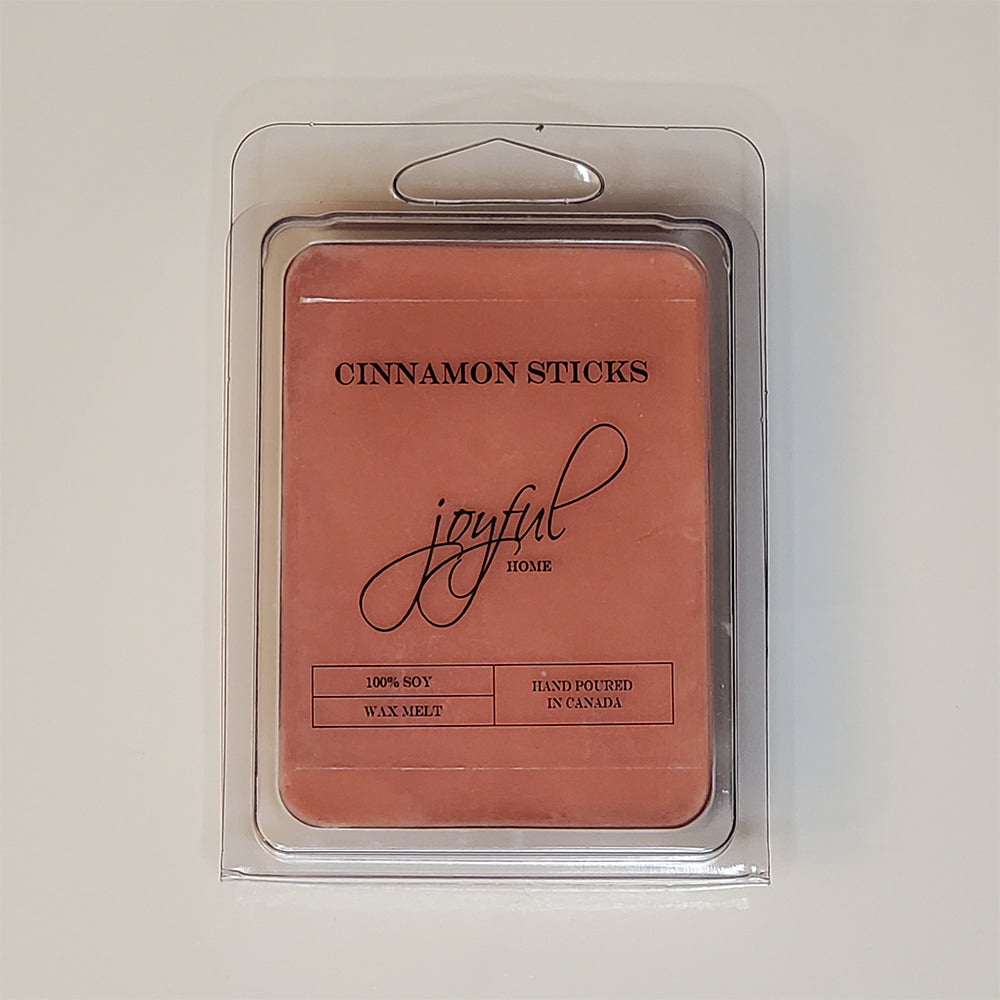 CINNAMON STICKS
joyful
HOME
100% SOY
WAX MELT
HAND POURED
IN CANADA